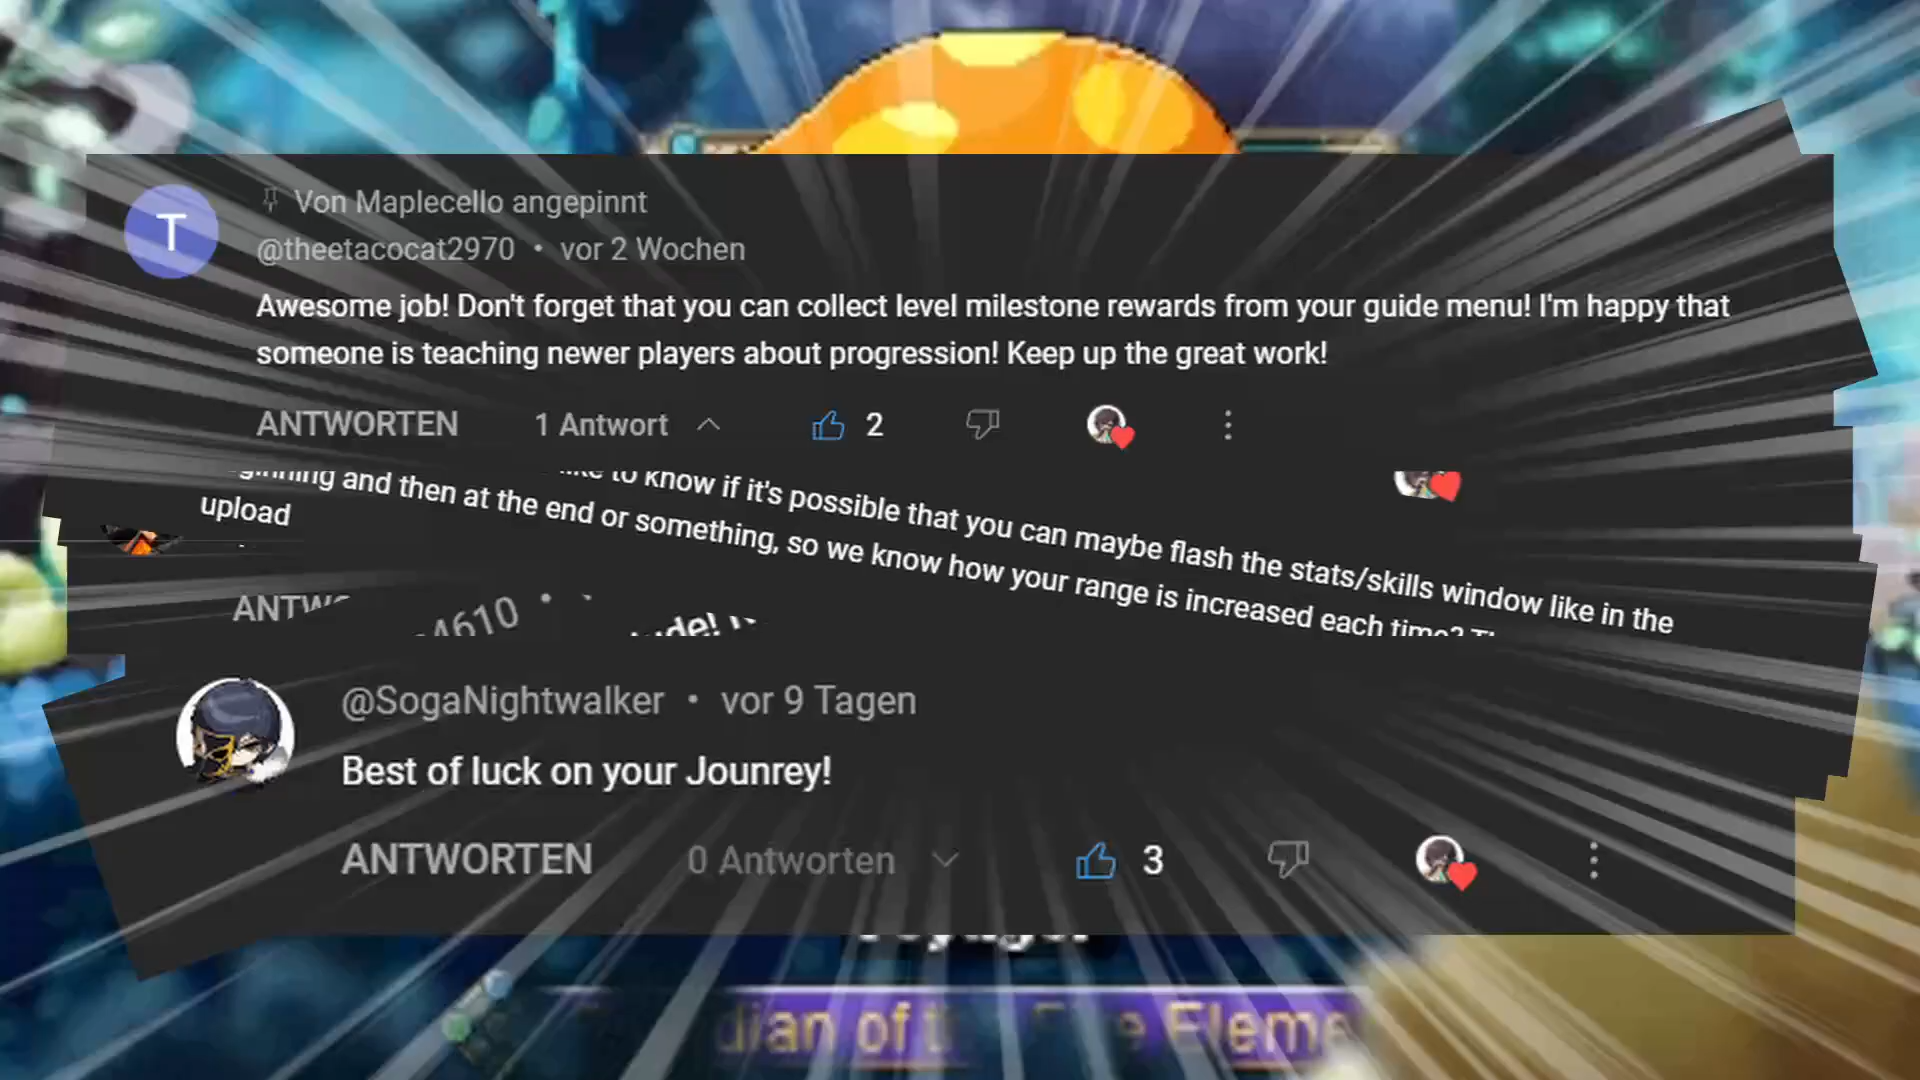 Von Maplecello angepinnt
@theetacocat2970 • vor 2 Wochen
Awesome job! Don't forget that you can collect level milestone rewards from your guide menu! I'm happy that
someone is teaching newer players about progression! Keep up the great work!
ANTWORTEN 1 Antwort 2
to know if it's possible that you can maybe flash the stats/skills window like in the
and then at the end or something, so we know how your range is increased each time?
upload
4610 •
@SogaNightwalker • vor 9 Tagen
Best of luck on your Jounrey!
ANTWORTEN 0 Antworten 3
of